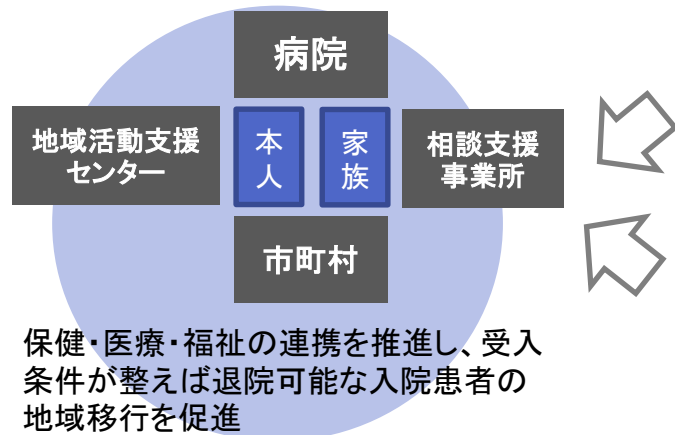 病院
地域活動支援
センター
本人
家族
相談支援
事業所
市町村
保健・医療・福祉の連携を推進し、受入
条件が整えば退院可能な入院患者の
地域移行を促進